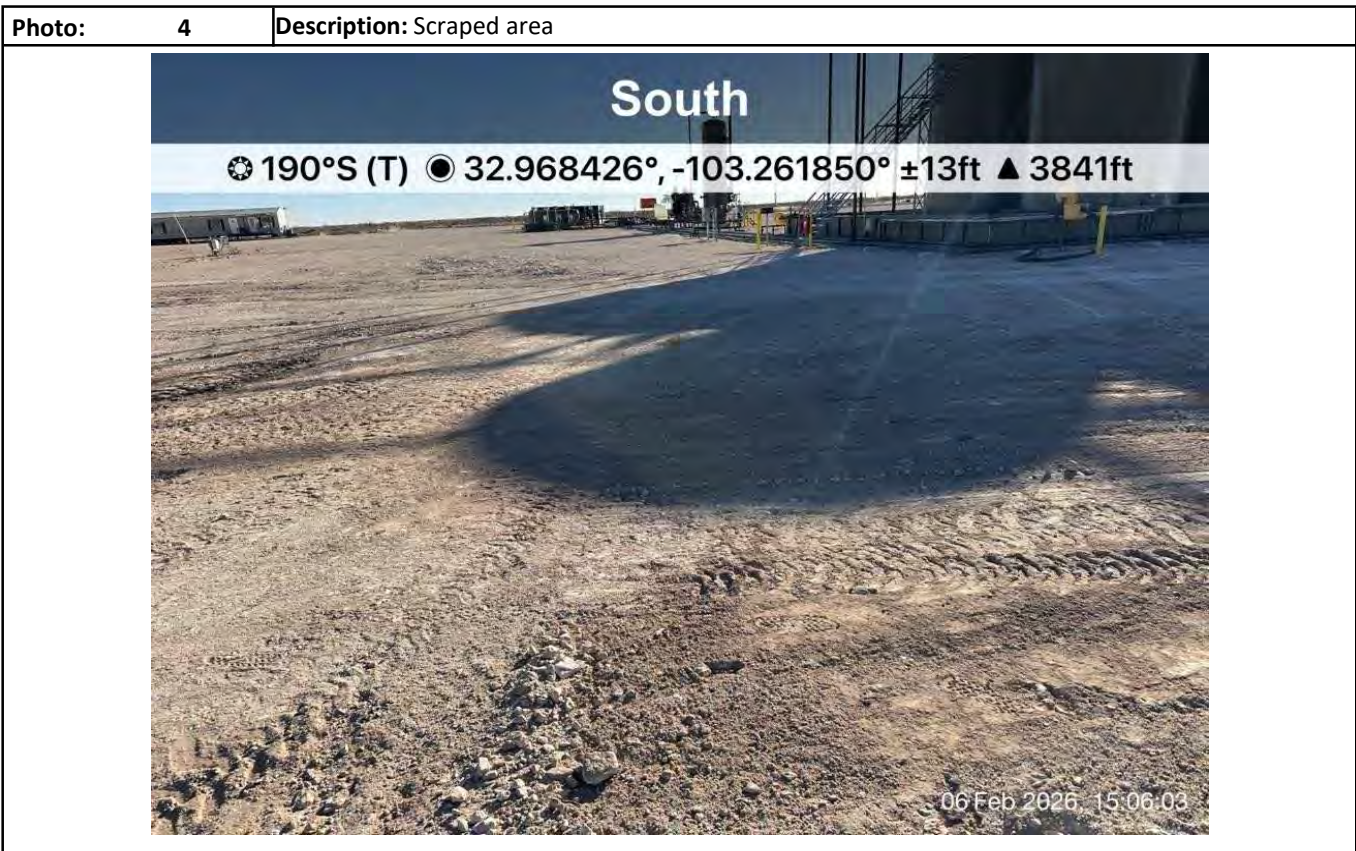 Photo: 4 Description: Scraped area
South
190°S (T) 32.968426°, -103.261850° ±13ft ▲ 3841ft
06 Feb 2026, 15:06:03